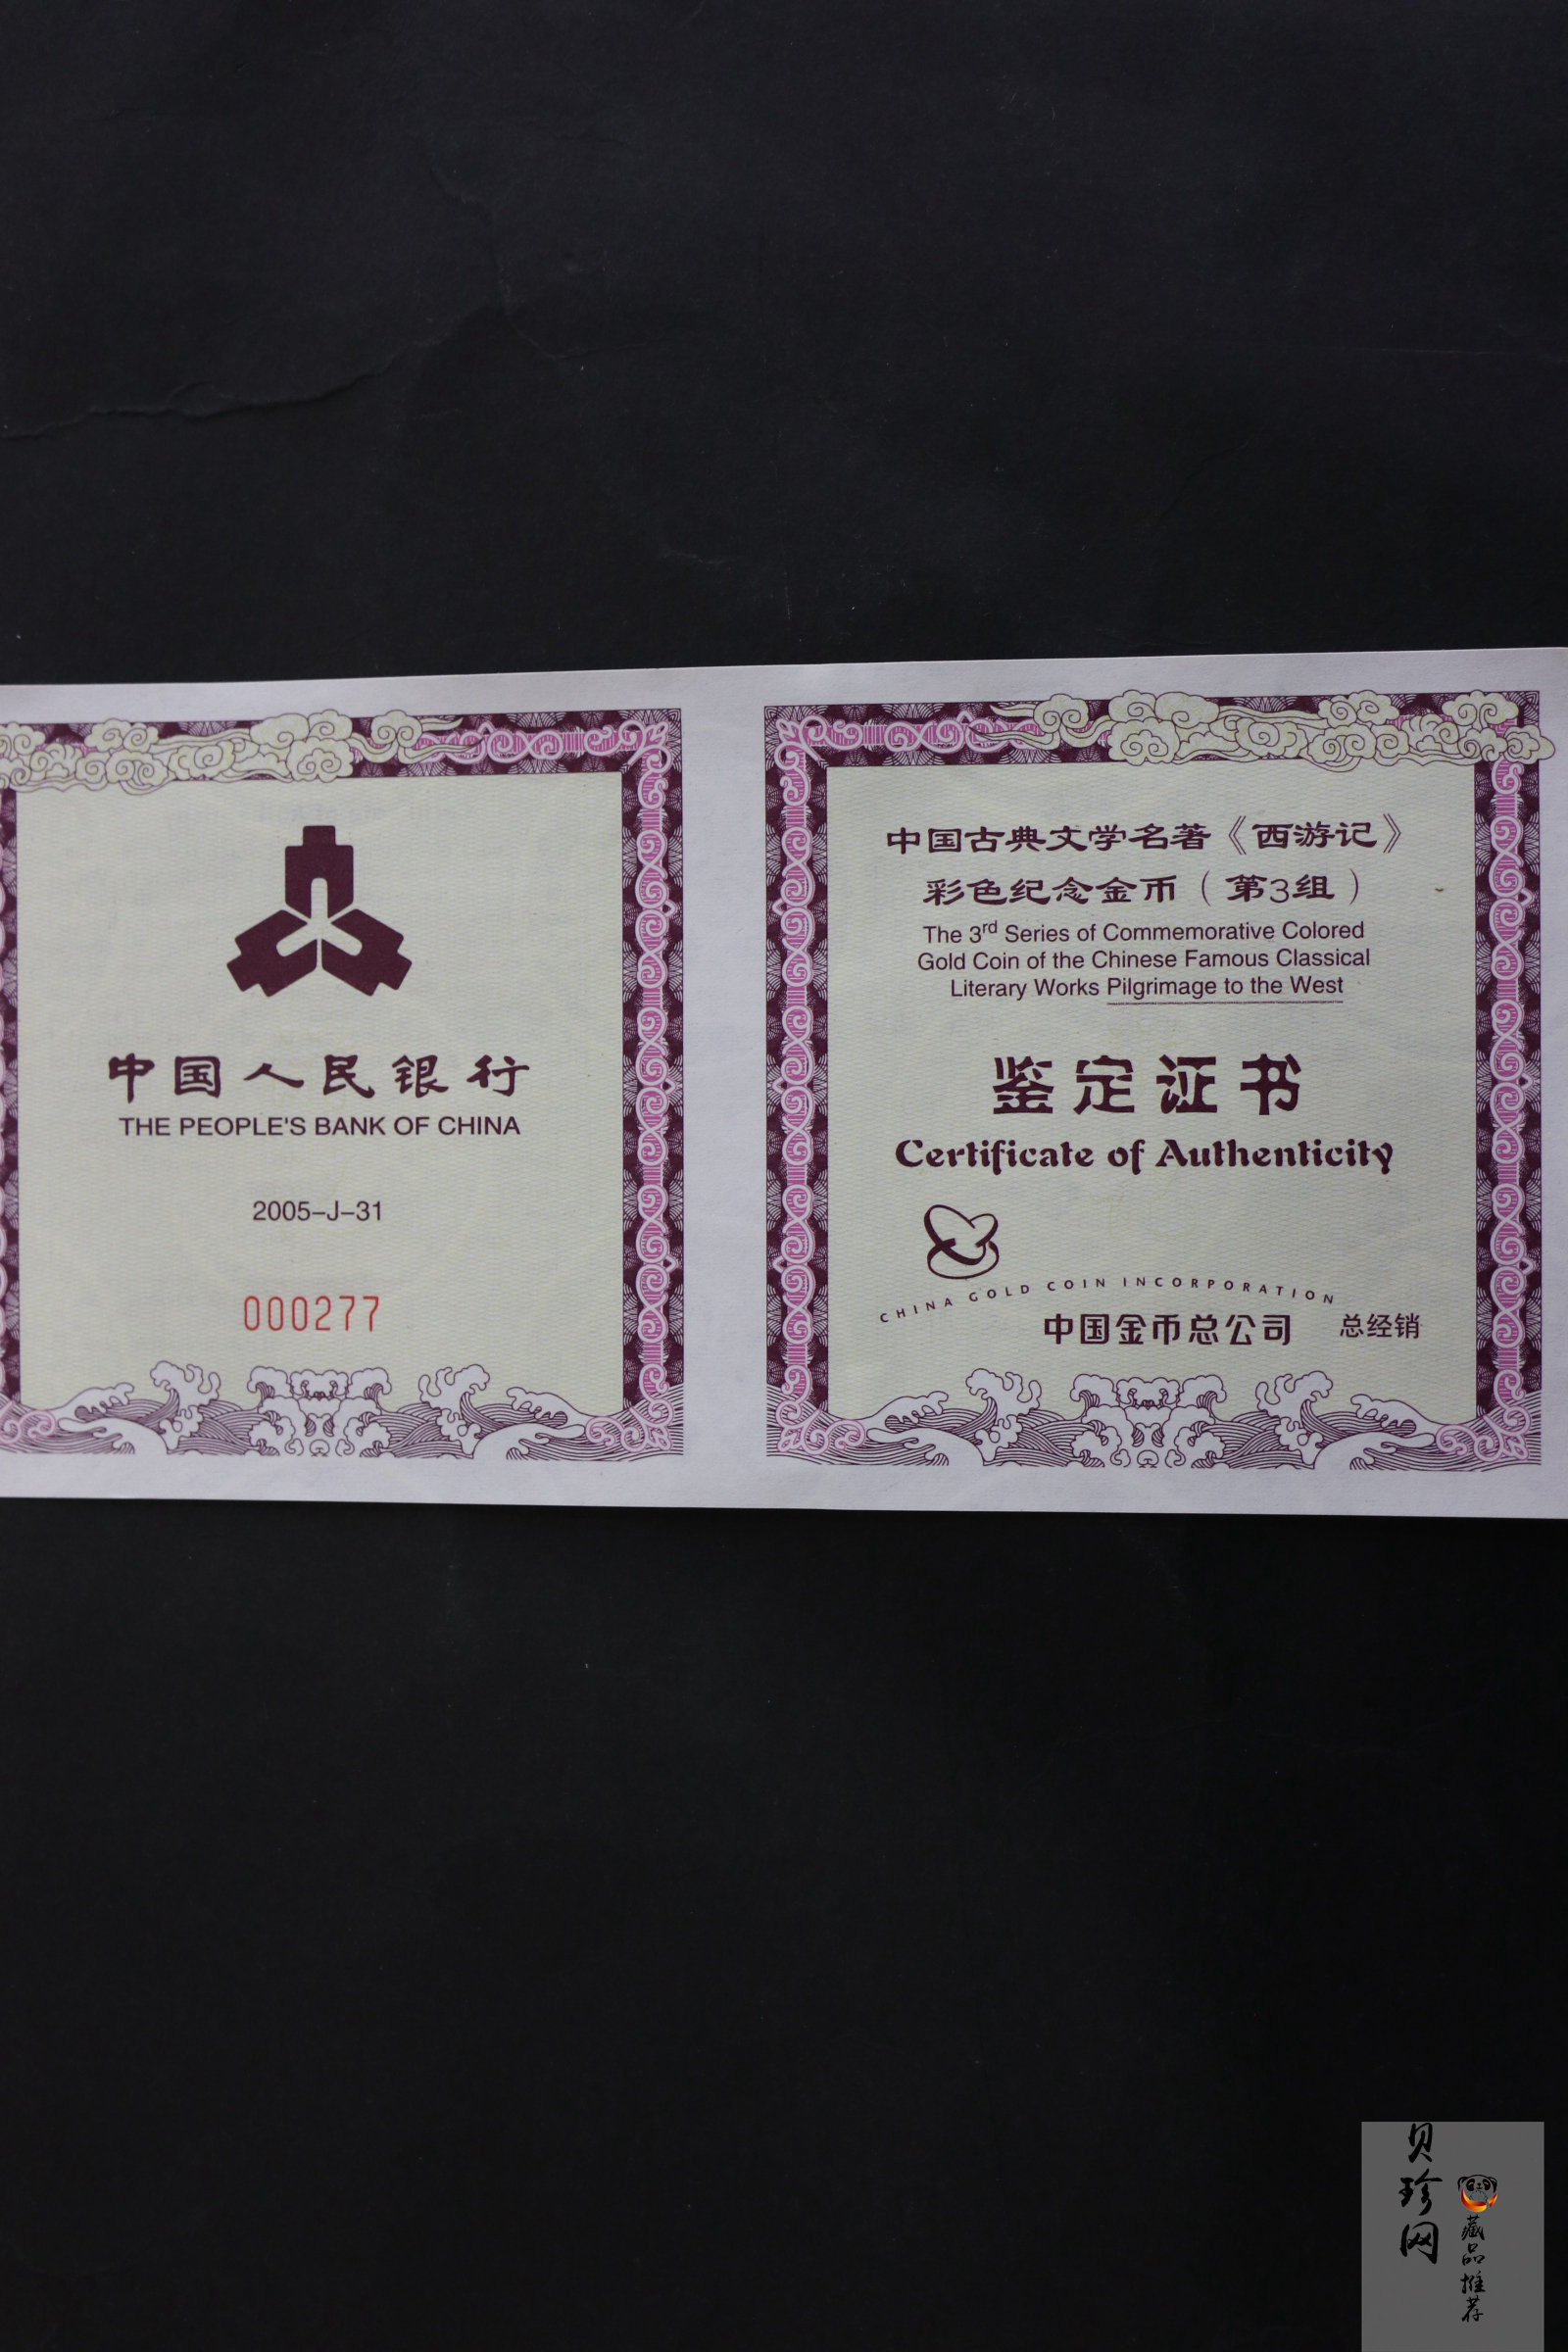 中国人民银行
THE PEOPLE'S BANK OF CHINA
2005-J-31
000277
中国古典文学名著《西游记》
彩色纪念金币（第3组）
The 3rd Series of Commemorative Colored
Gold Coin of the Chinese Famous Classical
Literary Works Pilgrimage to the West
鉴定证书
Certificate of Authenticity
CHINA GOLD COIN INCORPORATION
中国金币总公司 总经销
贝珍网
藏品推荐